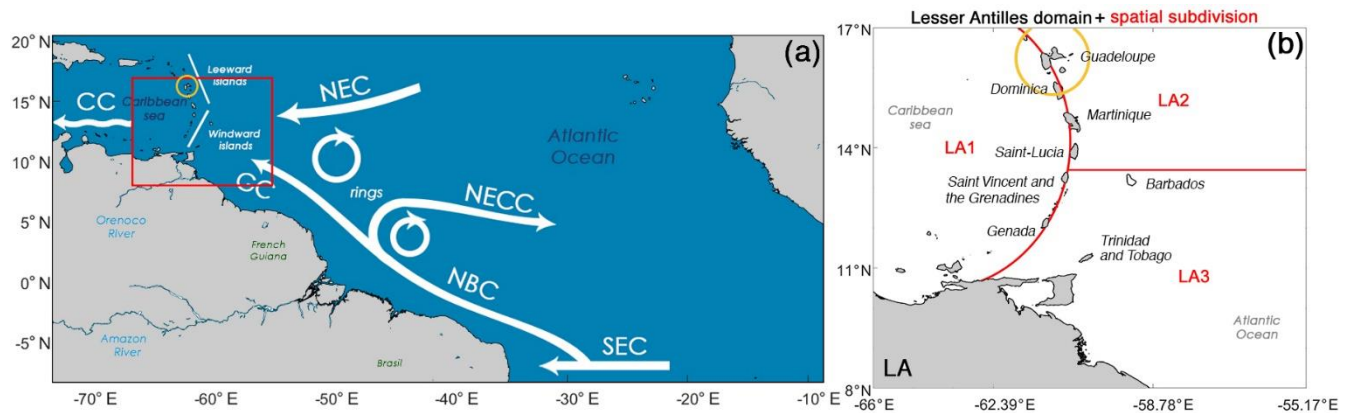 20° N
15° N
10° N
5° N
0° N
-5° N
-70° E
-60° E
-50° E
-40° E
-30° E
-20° E
-10° E
(a)
Leeward
islands
CC
Caribbean
sea
NEC
Windward
islands
Atlantic
Ocean
CC
rings
NECC
Orenoco
River
French
Guiana
NBC
Amazon
River
Brasil
SEC
Lesser Antilles domain + spatial subdivision
(b)
17°N
14°N
11°N
8°N
-66°E
-62.39°E
-58.78°E
-55.17°E
Guadeloupe
Dominica
Caribbean
sea
Martinique
LA2
LA1
Saint-Lucia
Saint Vincent and
the Grenadines
Barbados
Genada
Trinidad
and Tobago
LA3
Atlantic
Ocean
LA